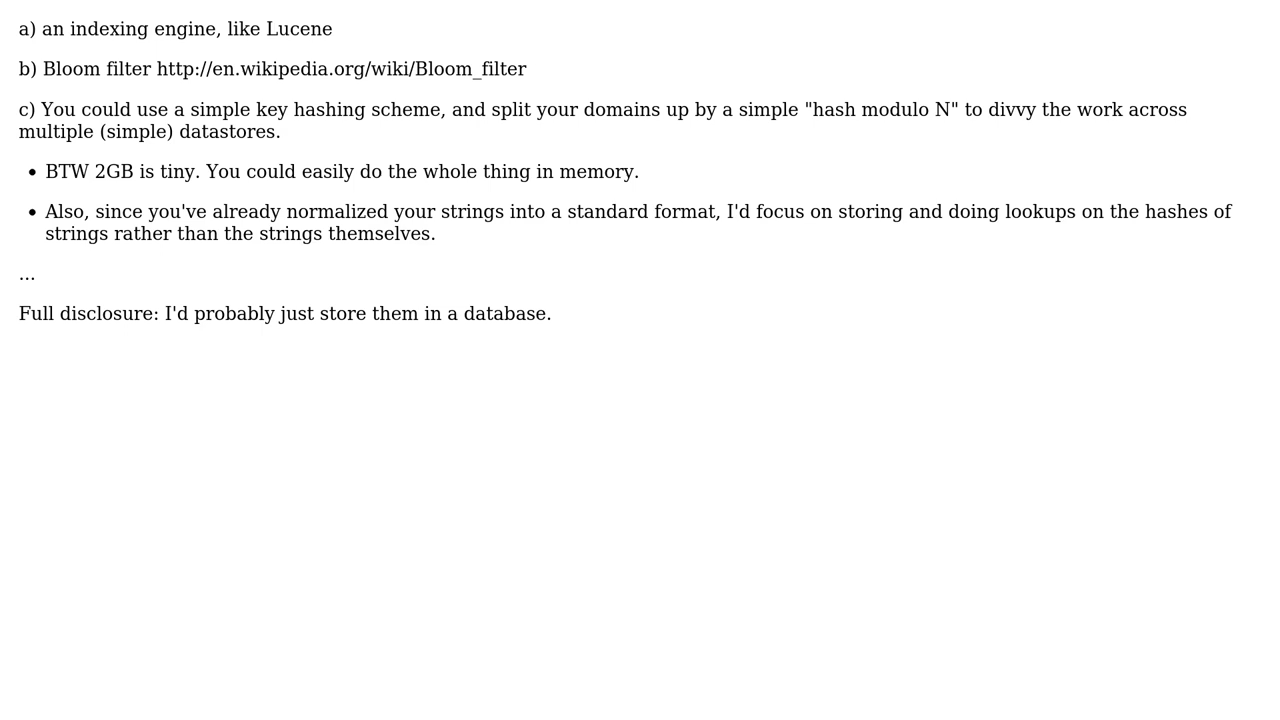 a) an indexing engine, like Lucene
b) Bloom filter http://en.wikipedia.org/wiki/Bloom_filter
c) You could use a simple key hashing scheme, and split your domains up by a simple "hash modulo N" to divvy the work across
multiple (simple) datastores.
• BTW 2GB is tiny. You could easily do the whole thing in memory.
• Also, since you've already normalized your strings into a standard format, I'd focus on storing and doing lookups on the hashes of
strings rather than the strings themselves.
...
Full disclosure: I'd probably just store them in a database.